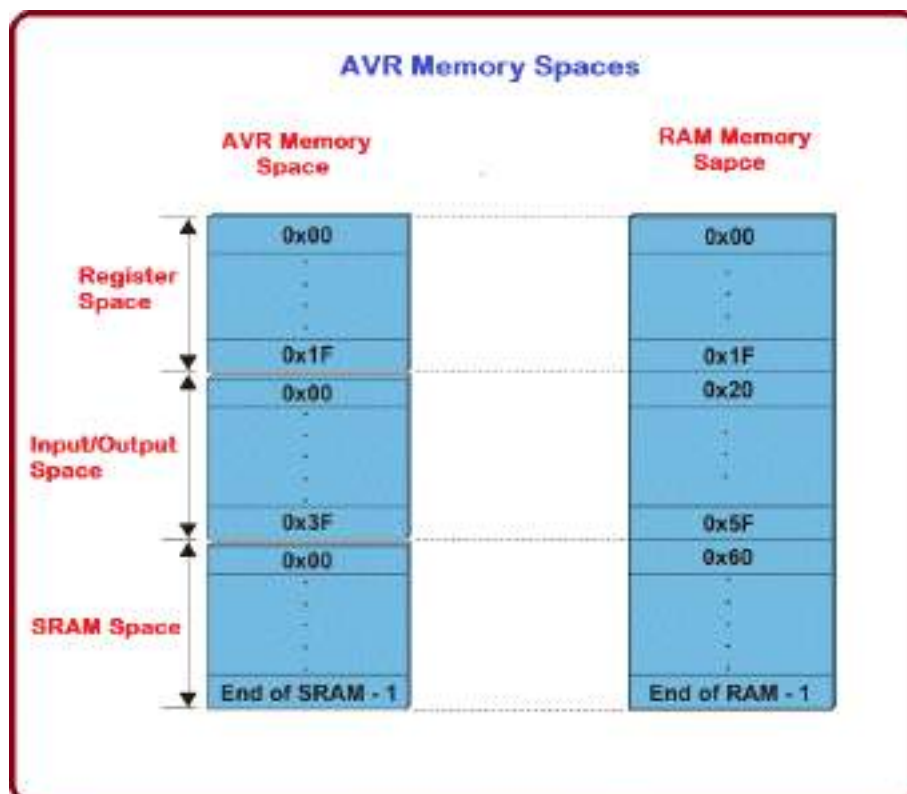 AVR Memory Spaces
AVR Memory
Space
RAM Memory
Sapce
Register
Space
0x00
0x1F
0x00
0x1F
Input/Output
Space
0x00
0x3F
0x20
0x5F
SRAM Space
0x00
End of SRAM - 1
0x60
End of RAM - 1